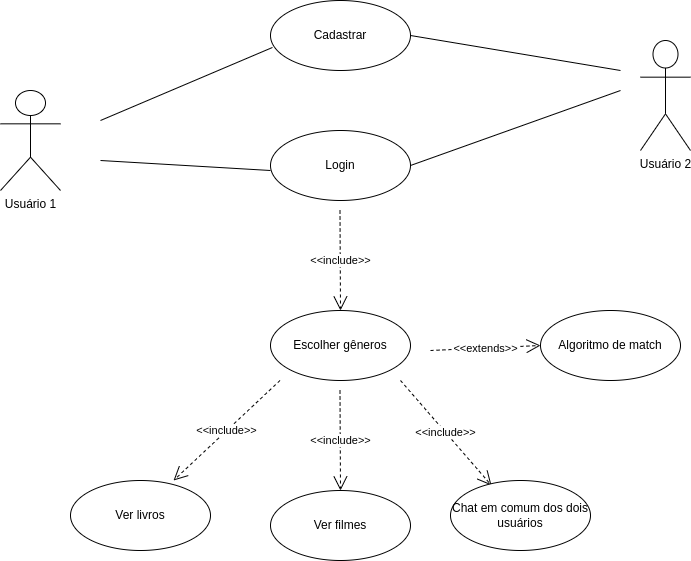 Cadastrar
Login
Usuário 1
Usuário 2
<<include>>
Escolher gêneros
<<extends>>
Algoritmo de match
<<include>>
<<include>>
<<include>>
Ver livros
Ver filmes
Chat em comum dos dois
usuários